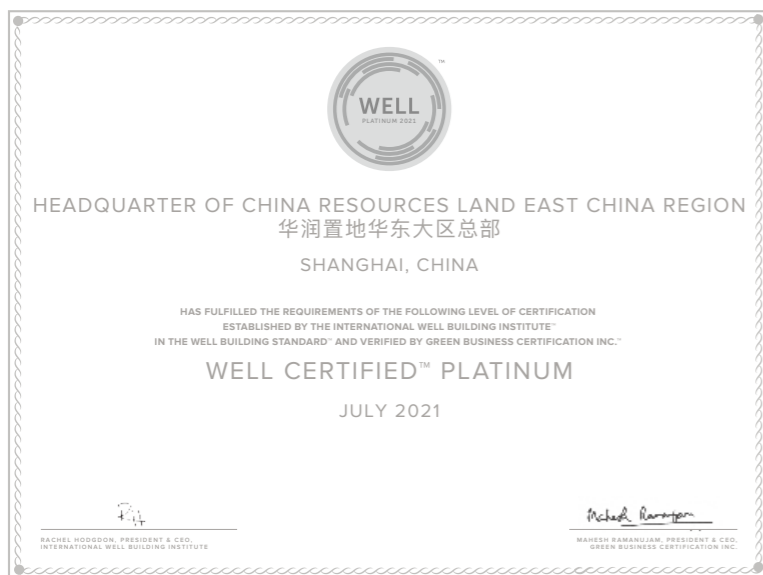 WELL
PLATINUM 2021
™
HEADQUARTER OF CHINA RESOURCES LAND EAST CHINA REGION
华润置地华东大区总部
SHANGHAI, CHINA
HAS FULFILLED THE REQUIREMENTS OF THE FOLLOWING LEVEL OF CERTIFICATION
ESTABLISHED BY THE INTERNATIONAL WELL BUILDING INSTITUTE™
IN THE WELL BUILDING STANDARD™ AND VERIFIED BY GREEN BUSINESS CERTIFICATION INC.™
WELL CERTIFIED™ PLATINUM
JULY 2021
RACHEL HODGDON, PRESIDENT & CEO,
INTERNATIONAL WELL BUILDING INSTITUTE
Mahesh Ramanujam
MAHESH RAMANUJAM, PRESIDENT & CEO,
GREEN BUSINESS CERTIFICATION INC.